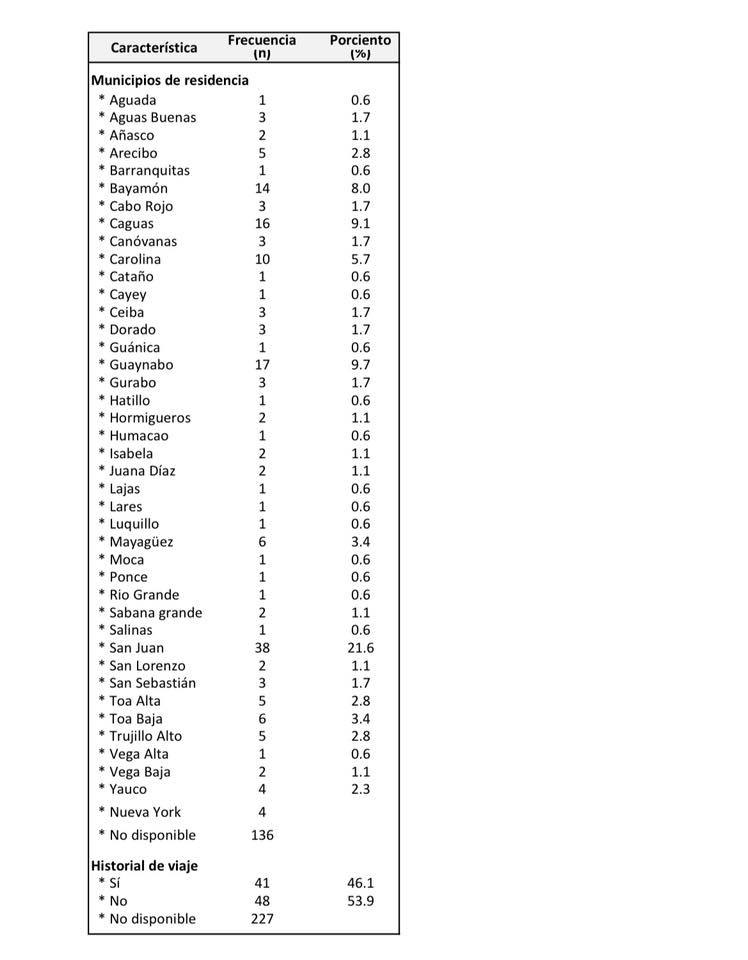 Característica Frecuencia (n) Porciento (%)
Municipios de residencia
* Aguada 1 0.6
* Aguas Buenas 3 1.7
* Añasco 2 1.1
* Arecibo 5 2.8
* Barranquitas 1 0.6
* Bayamón 14 8.0
* Cabo Rojo 3 1.7
* Caguas 16 9.1
* Canóvanas 3 1.7
* Carolina 10 5.7
* Cataño 1 0.6
* Cayey 1 0.6
* Ceiba 3 1.7
* Dorado 3 1.7
* Guánica 1 0.6
* Guaynabo 17 9.7
* Gurabo 3 1.7
* Hatillo 1 0.6
* Hormigueros 2 1.1
* Humacao 1 0.6
* Isabela 2 1.1
* Juana Díaz 2 1.1
* Lajas 1 0.6
* Lares 1 0.6
* Luquillo 1 0.6
* Mayagüez 6 3.4
* Moca 1 0.6
* Ponce 1 0.6
* Rio Grande 1 0.6
* Sabana grande 2 1.1
* Salinas 1 0.6
* San Juan 38 21.6
* San Lorenzo 2 1.1
* San Sebastián 3 1.7
* Toa Alta 5 2.8
* Toa Baja 6 3.4
* Trujillo Alto 5 2.8
* Vega Alta 1 0.6
* Vega Baja 2 1.1
* Yauco 4 2.3
* Nueva York 4
* No disponible 136
Historial de viaje
* Sí 41 46.1
* No 48 53.9
* No disponible 227